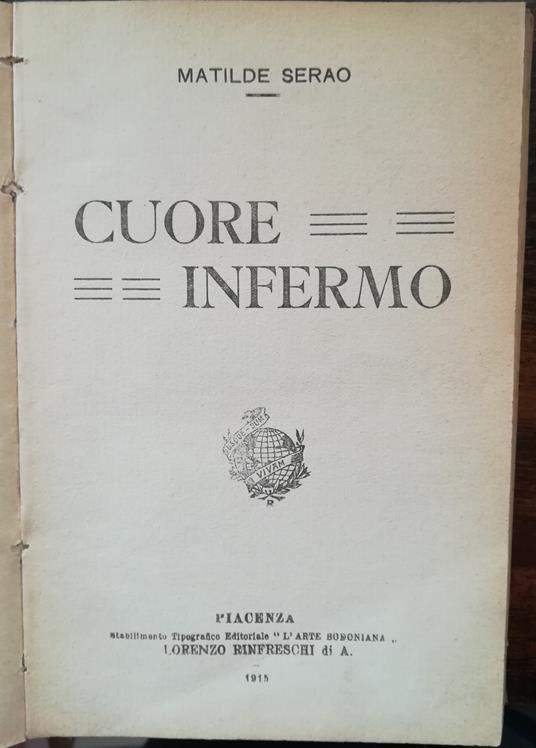 MATILDE SERAO
CUORE
INFERMO
VIVAM
R
PIACENZA
Stabilimento Tipografico Editoriale "L'ARTE BODONIANA „
LORENZO RINFRESCHI di A.
1915